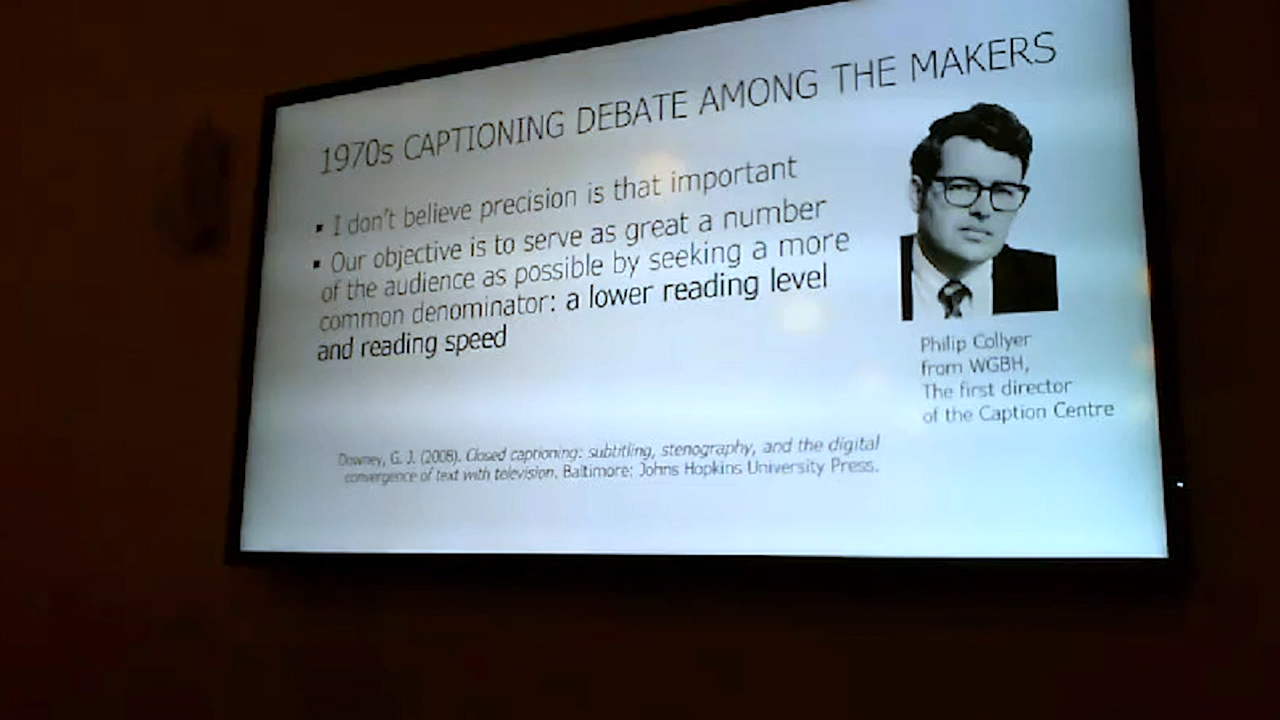 1970s CAPTIONING DEBATE AMONG THE MAKERS
▪ I don't believe precision is that important
▪ Our objective is to serve as great a number
of the audience as possible by seeking a more
common denominator: a lower reading level
and reading speed
Philip Collyer
from WGBH,
The first director
of the Caption Centre
Downey, G. J. (2008). Closed captioning: subtitling, stenography, and the digital
convergence of text with television. Baltimore: Johns Hopkins University Press.